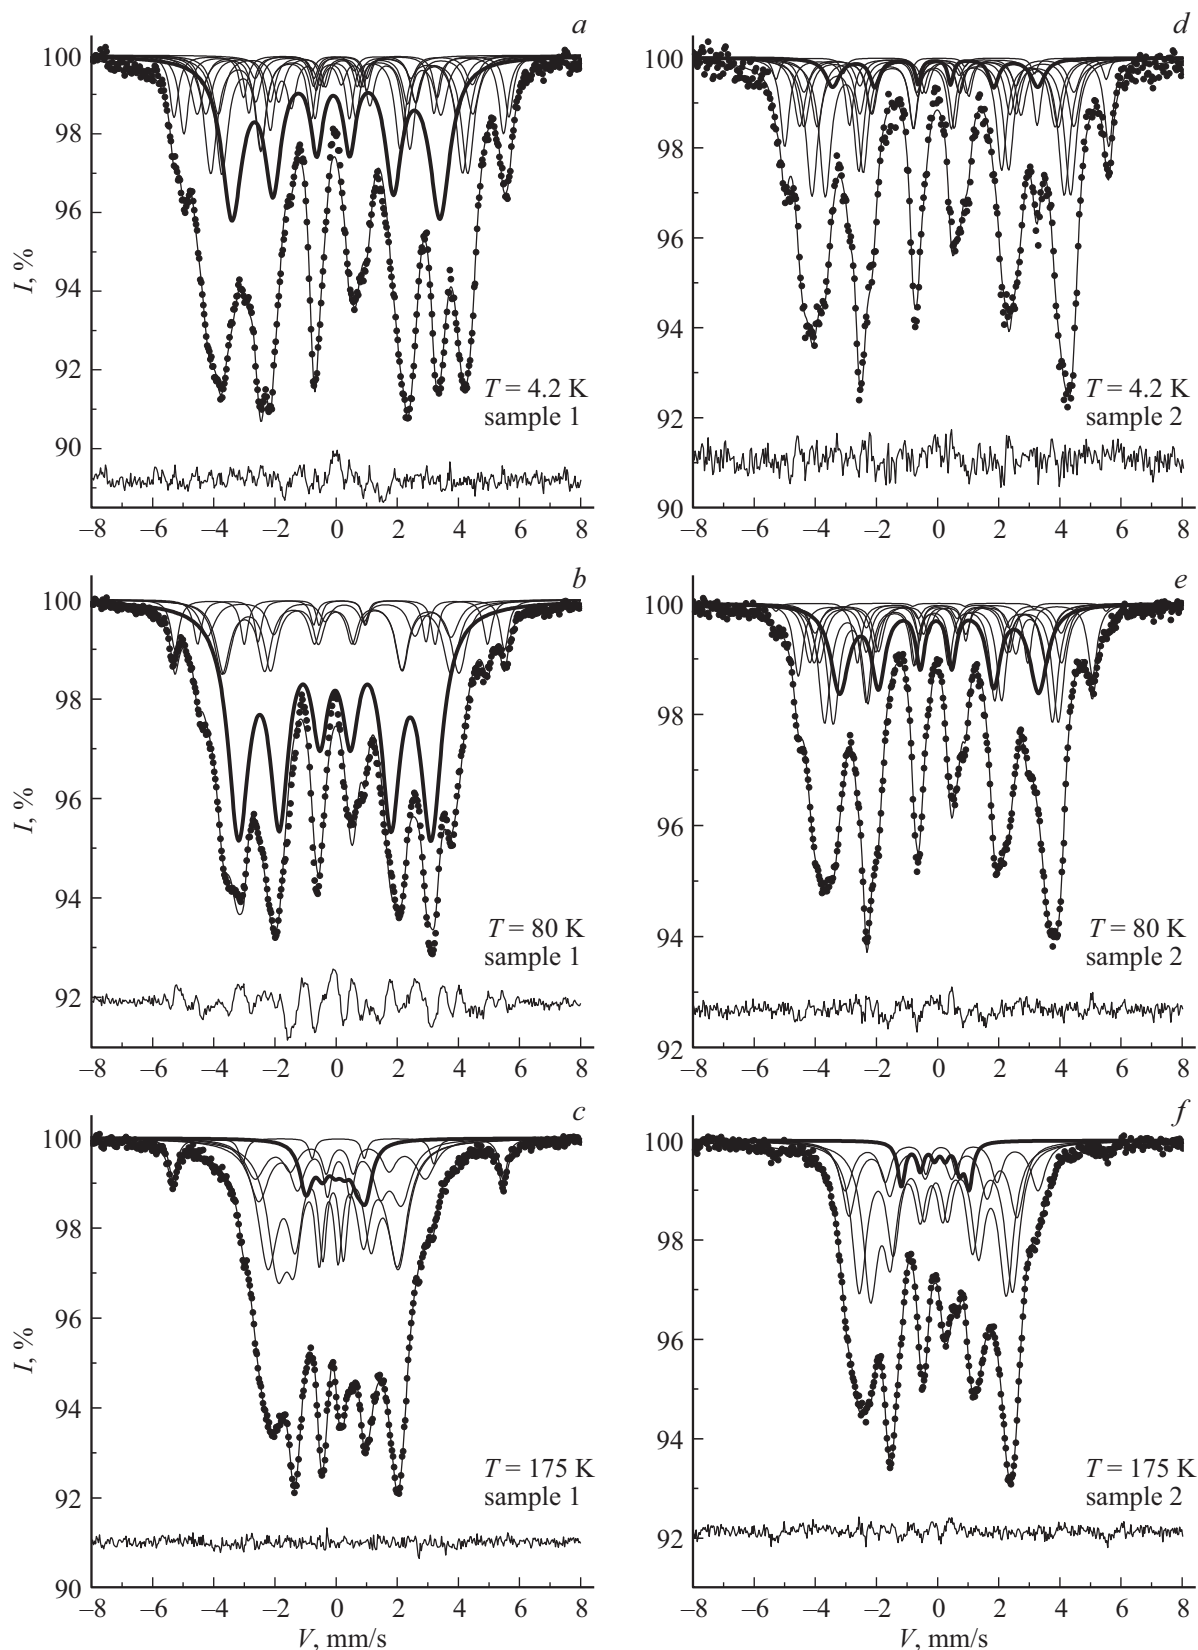 a
100
98
96
94
92
90
I, %
T = 4.2 K
sample 1
−8 −6 −4 −2 0 2 4 6 8
d
100
98
96
94
92
90
T = 4.2 K
sample 2
−8 −6 −4 −2 0 2 4 6 8
b
100
98
96
94
92
I, %
T = 80 K
sample 1
−8 −6 −4 −2 0 2 4 6 8
e
100
98
96
94
92
T = 80 K
sample 2
−8 −6 −4 −2 0 2 4 6 8
c
100
98
96
94
92
90
I, %
T = 175 K
sample 1
−8 −6 −4 −2 0 2 4 6 8
V, mm/s
f
100
98
96
94
92
T = 175 K
sample 2
−8 −6 −4 −2 0 2 4 6 8
V, mm/s